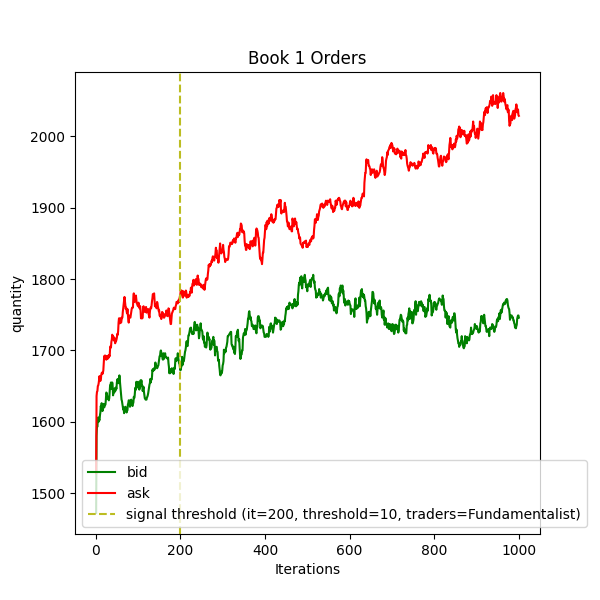 Book 1 Orders
quantity
2000
1900
1800
1700
1600
1500
bid
ask
signal threshold (it=200, threshold=10, traders=Fundamentalist)
0 200 400 600 800 1000
Iterations